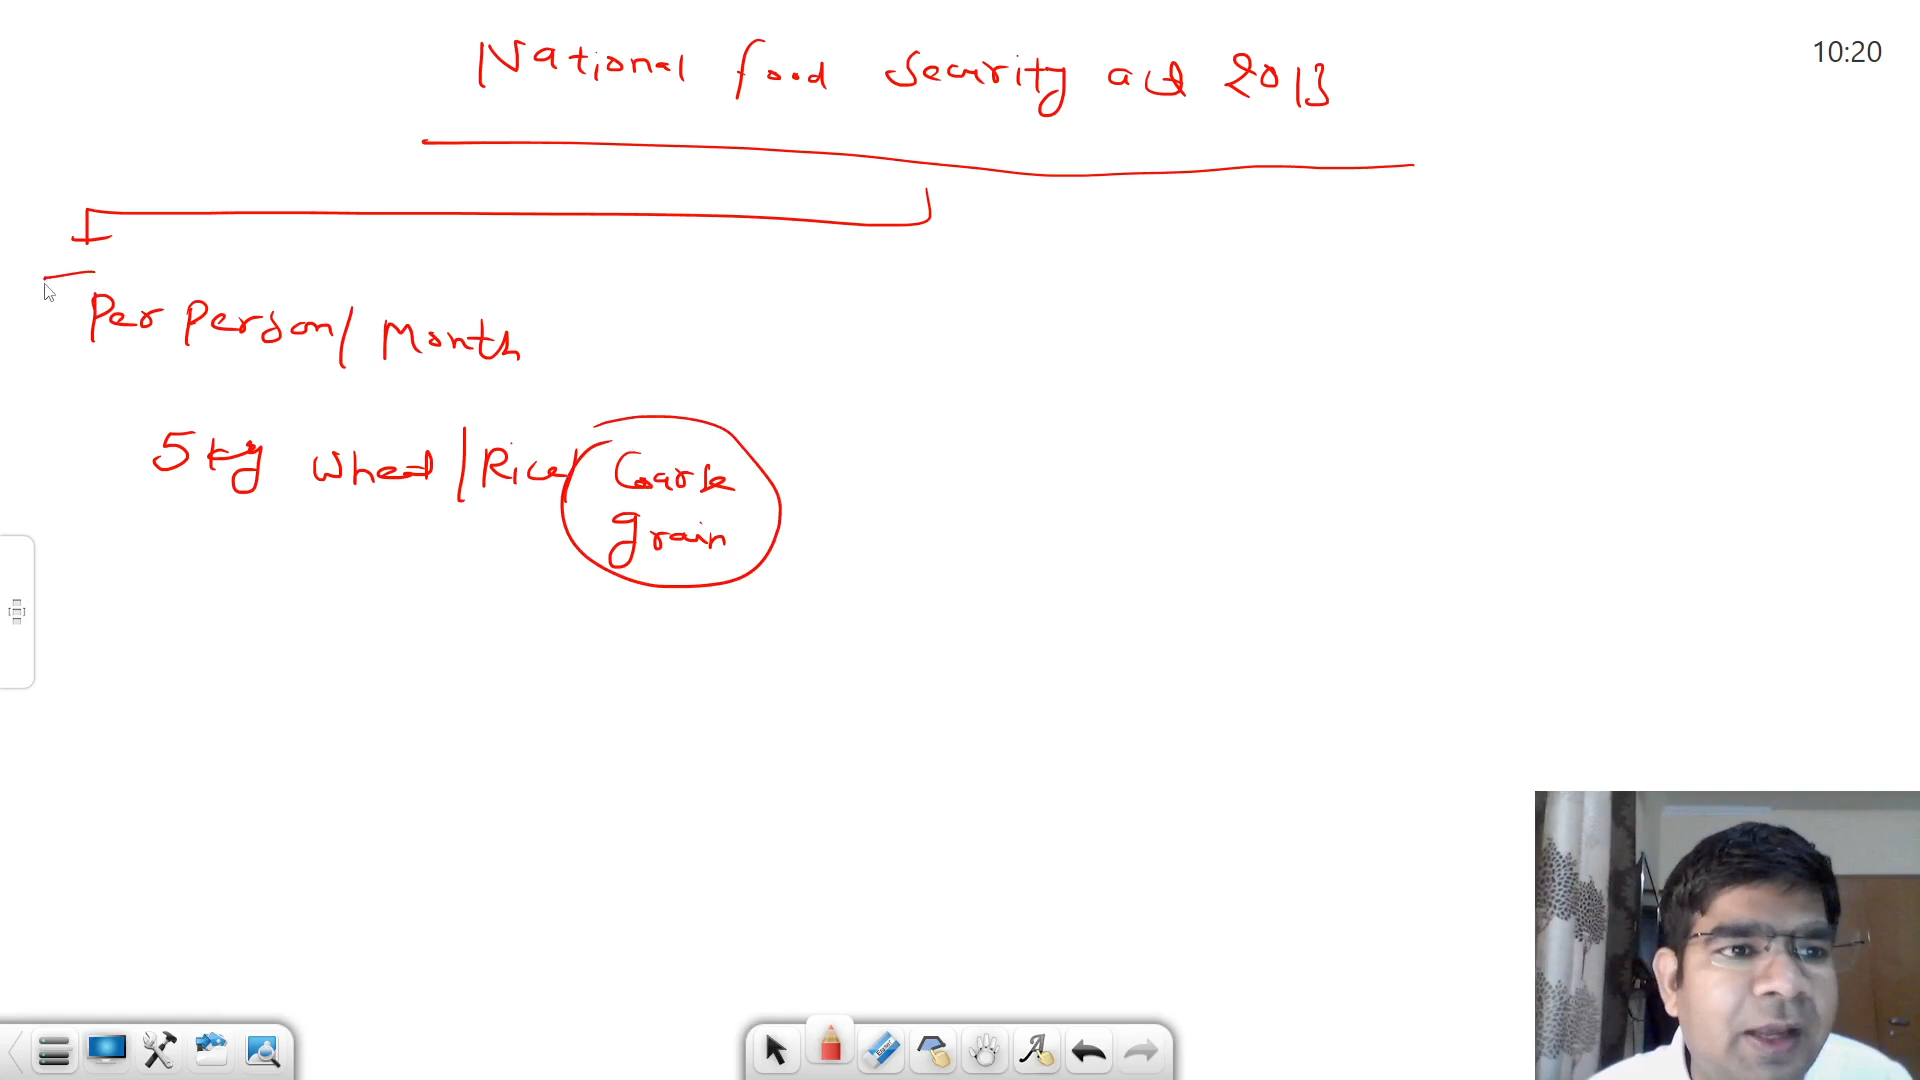 10:20
National food Security act 2013
Per Person/ Month
5 kg Wheat / Rice/ Coarse
grain